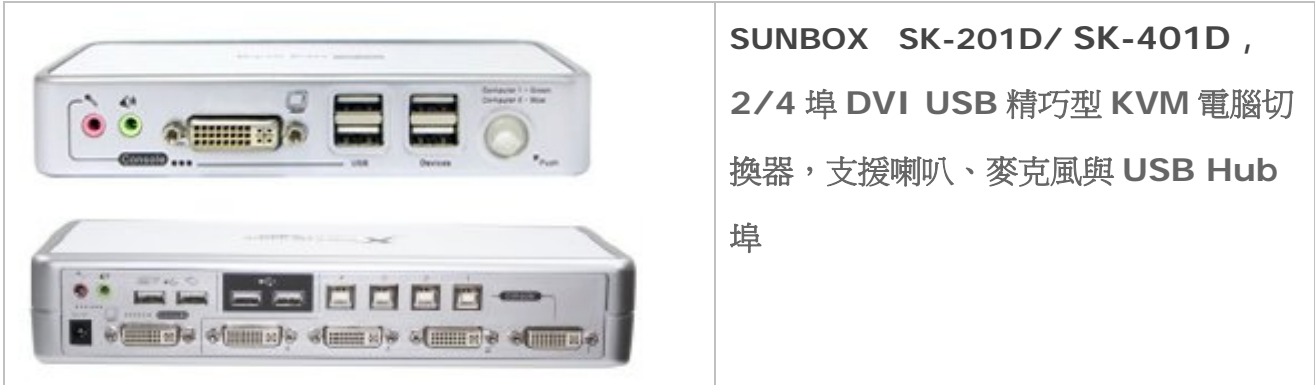 SUNBOX SK-201D/ SK-401D，
2/4 埠 DVI USB 精巧型 KVM 電腦切
換器，支援喇叭、麥克風與 USB Hub
埠
Computer 1 - Green
Computer 2 - Blue
Console
USB
Devices
Push
Console